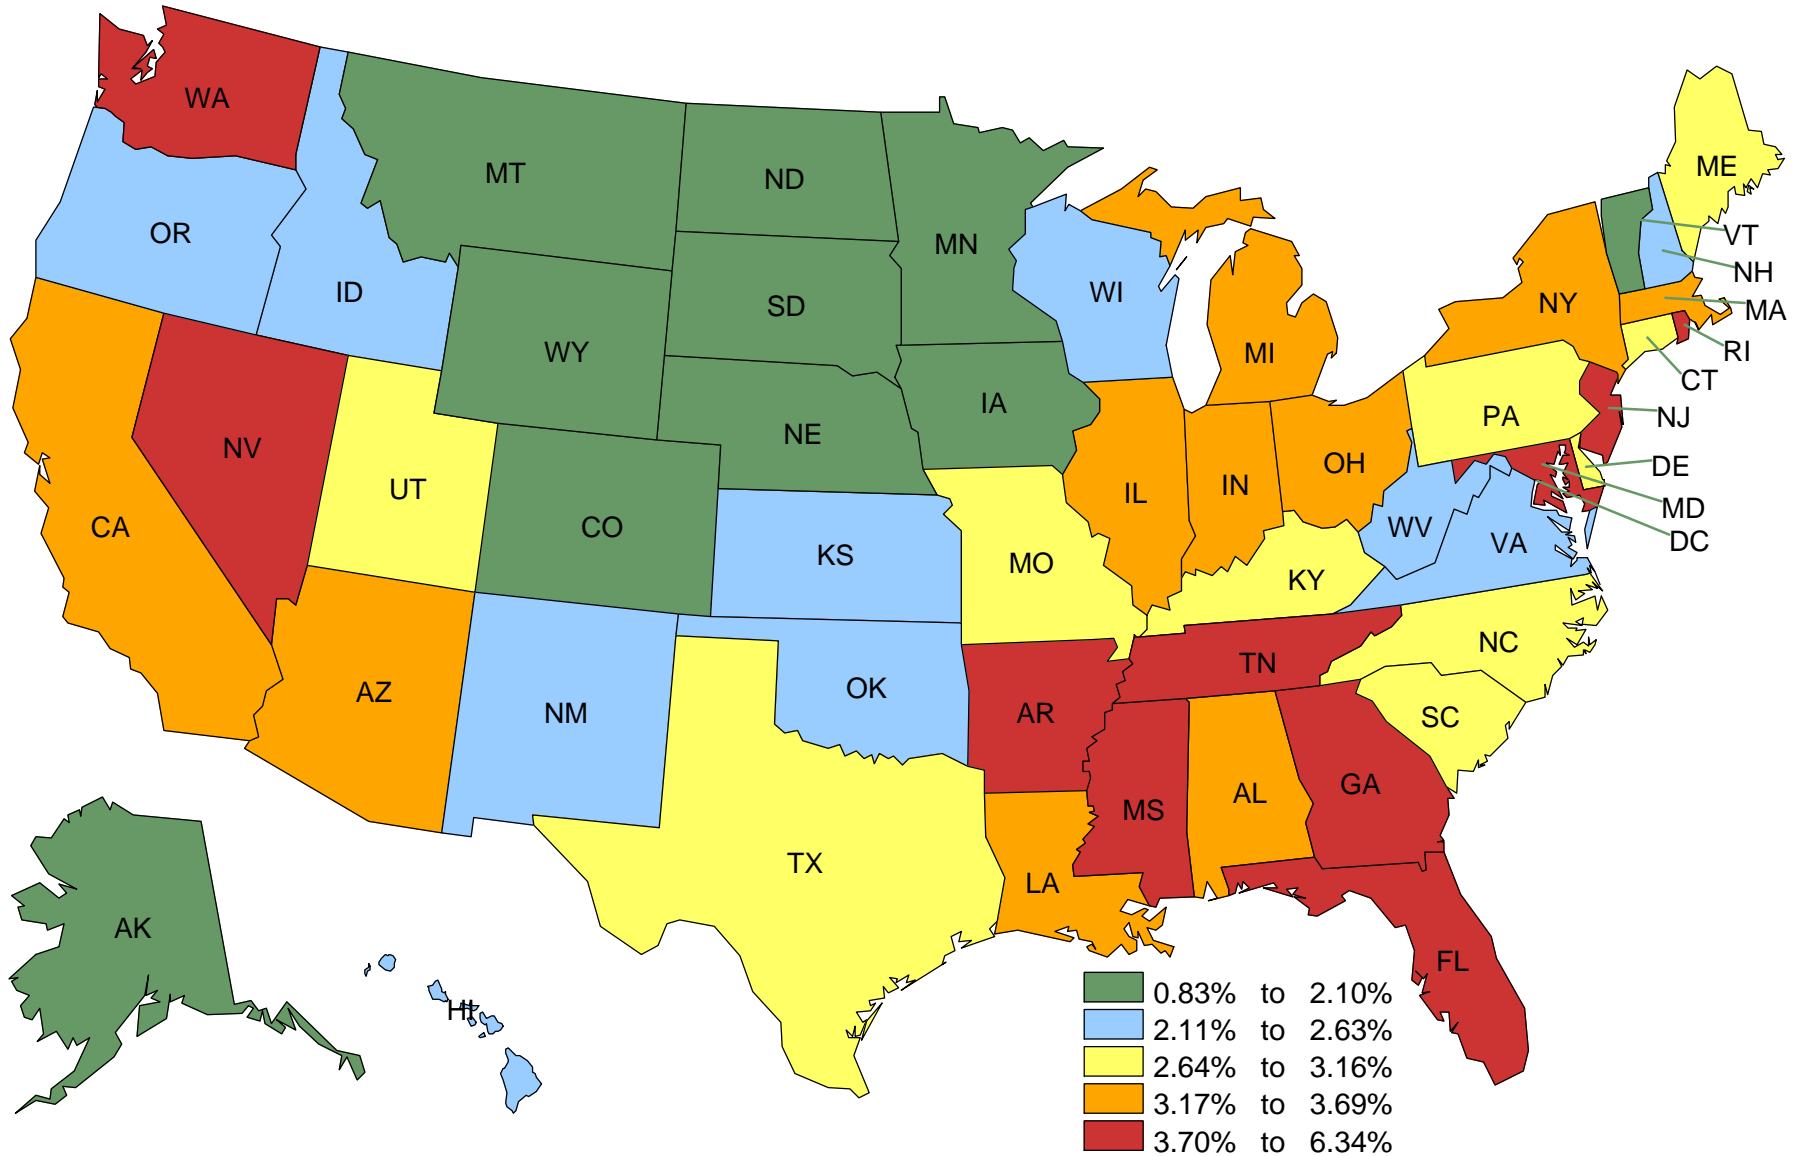 WA
MT
ND
MN
ME
OR
ID
SD
WI
VT
NH
NY
MA
WY
MI
RI
CT
IA
NJ
PA
NE
NV
OH
DE
UT
IL
IN
MD
CA
CO
KS
WV
VA
DC
MO
KY
NC
TN
AZ
NM
OK
AR
SC
GA
AL
MS
TX
LA
AK
FL
HI
0.83% to 2.10%
2.11% to 2.63%
2.64% to 3.16%
3.17% to 3.69%
3.70% to 6.34%